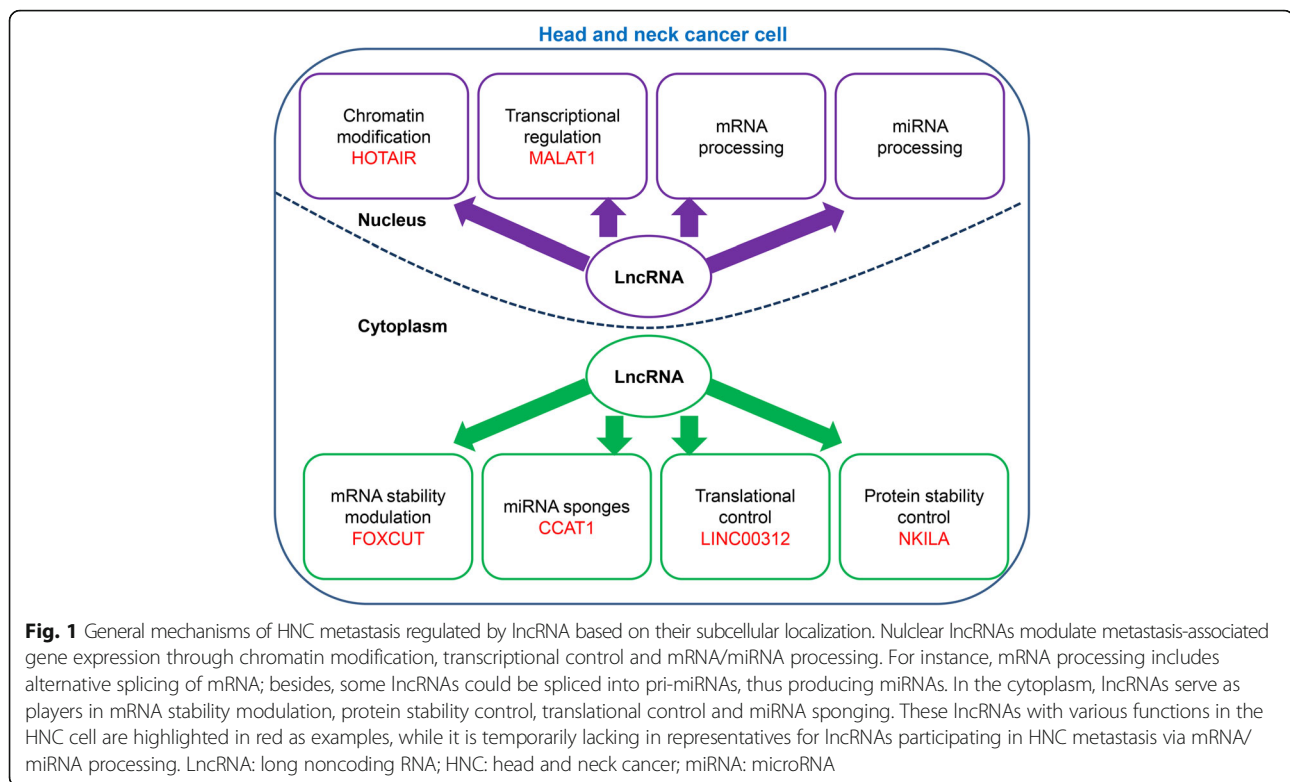 Head and neck cancer cell
Chromatin
modification
HOTAIR
Transcriptional
regulation
MALAT1
mRNA
processing
miRNA
processing
Nucleus
LncRNA
Cytoplasm
LncRNA
mRNA stability
modulation
FOXCUT
miRNA sponges
CCAT1
Translational
control
LINC00312
Protein stability
control
NKILA
Fig. 1 General mechanisms of HNC metastasis regulated by lncRNA based on their subcellular localization. Nulclear lncRNAs modulate metastasis-associated
gene expression through chromatin modification, transcriptional control and mRNA/miRNA processing. For instance, mRNA processing includes
alternative splicing of mRNA; besides, some lncRNAs could be spliced into pri-miRNAs, thus producing miRNAs. In the cytoplasm, lncRNAs serve as
players in mRNA stability modulation, protein stability control, translational control and miRNA sponging. These lncRNAs with various functions in the
HNC cell are highlighted in red as examples, while it is temporarily lacking in representatives for lncRNAs participating in HNC metastasis via mRNA/
miRNA processing. LncRNA: long noncoding RNA; HNC: head and neck cancer; miRNA: microRNA